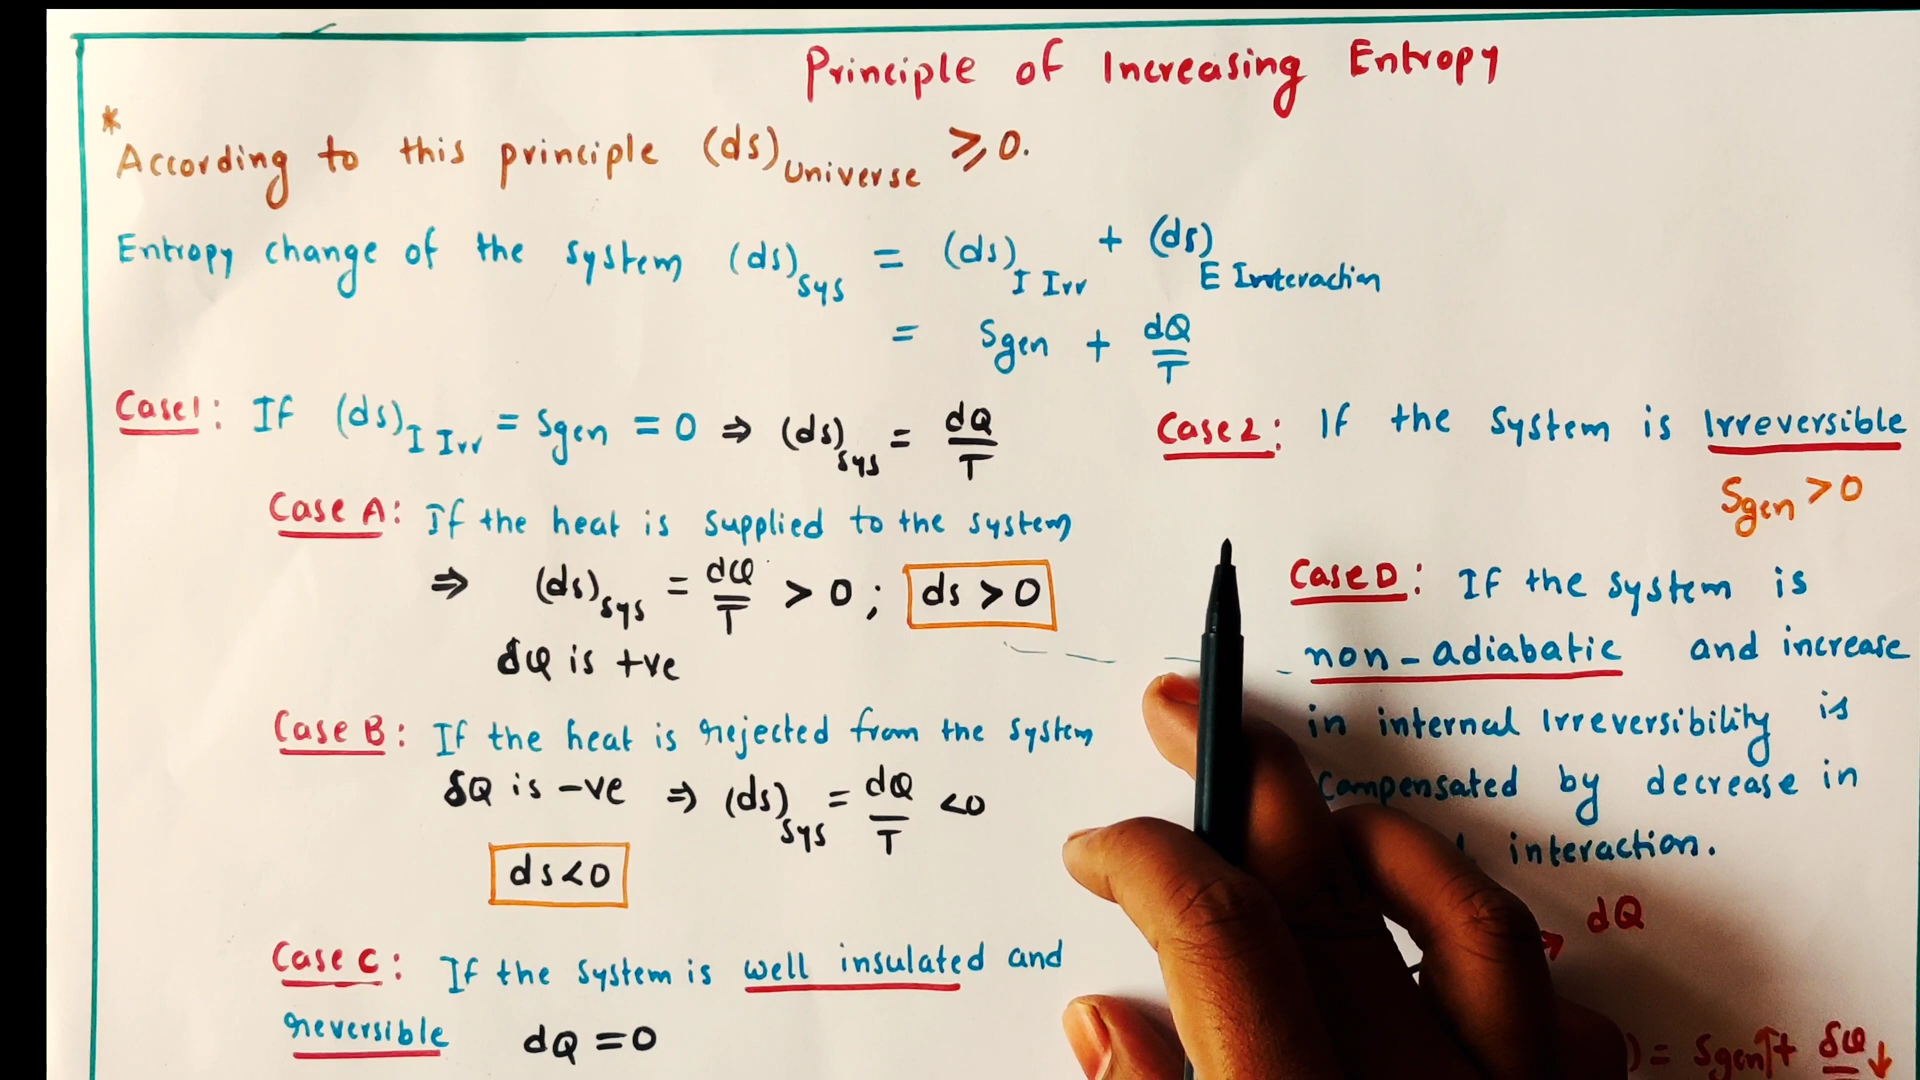 Principle of Increasing Entropy
* According to this principle (ds)Universe ≥ 0.
Entropy change of the system (ds)sys = (ds)I Irr + (ds)E Interaction
= Sgen + dQ/T
Case 1: If (ds)I Irr = Sgen = 0 ⇒ (ds)sys = dQ/T
Case A: If the heat is supplied to the system
⇒ (ds)sys = dQ/T > 0 ; ds > 0
δQ is +ve
Case B: If the heat is rejected from the system
δQ is -ve ⇒ (ds)sys = dQ/T <0
ds<0
Case C: If the system is well insulated and
reversible dQ = 0
Case 2: If the system is Irreversible
Sgen > 0
Case D: If the system is
non-adiabatic and increase
in internal irreversibility is
compensated by decrease in
interaction.
dQ
) = Sgen↑ + δQ↓